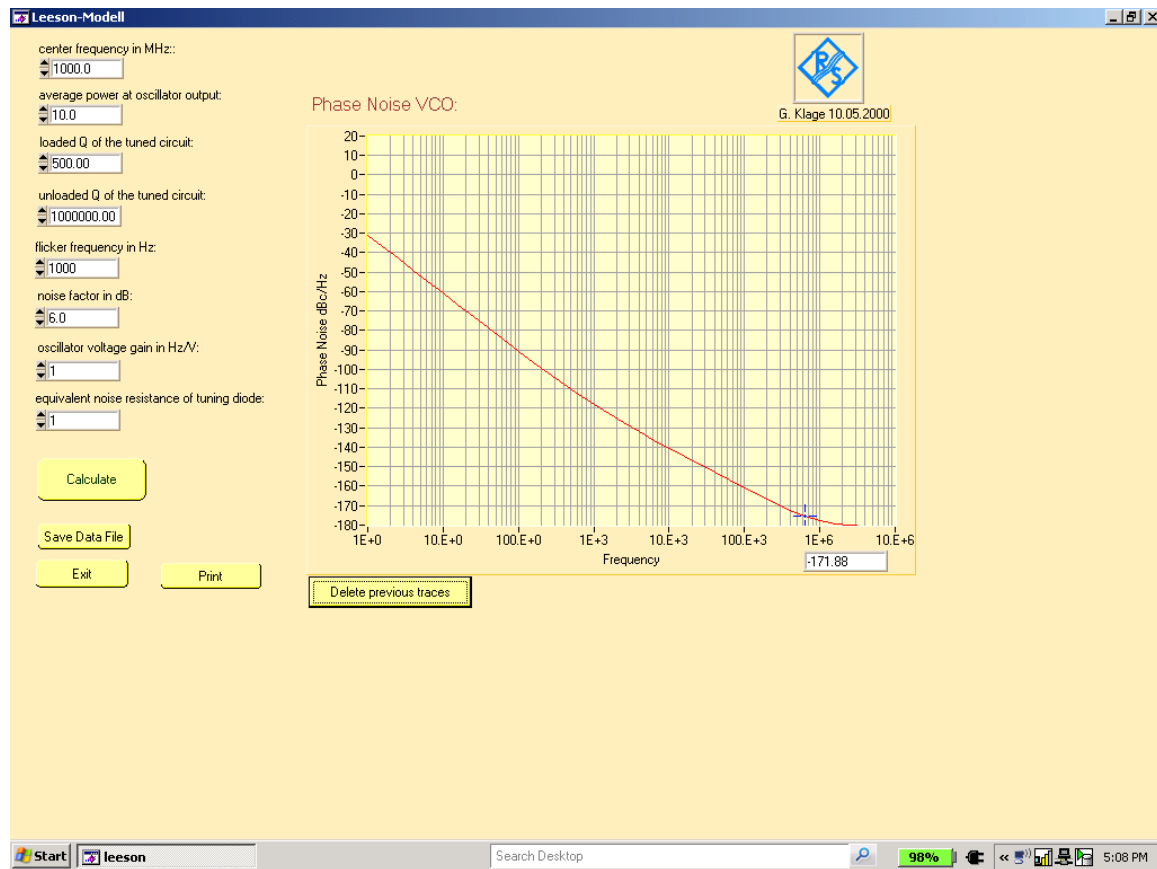 Leeson-Modell
center frequency in MHz::
1000.0
average power at oscillator output:
10.0
loaded Q of the tuned circuit:
500.00
unloaded Q of the tuned circuit:
1000000.00
flicker frequency in Hz:
1000
noise factor in dB:
6.0
oscillator voltage gain in Hz/V:
1
equivalent noise resistance of tuning diode:
1
Calculate
Save Data File
Exit
Print
Phase Noise VCO:
R S
G. Klage 10.05.2000
Phase Noise dBc/Hz
20
10
0
-10
-20
-30
-40
-50
-60
-70
-80
-90
-100
-110
-120
-130
-140
-150
-160
-170
-180
1E+0 10.E+0 100.E+0 1E+3 10.E+3 100.E+3 1E+6 10.E+6
Frequency
-171.88
Delete previous traces
Start leeson Search Desktop 98% « 5:08 PM